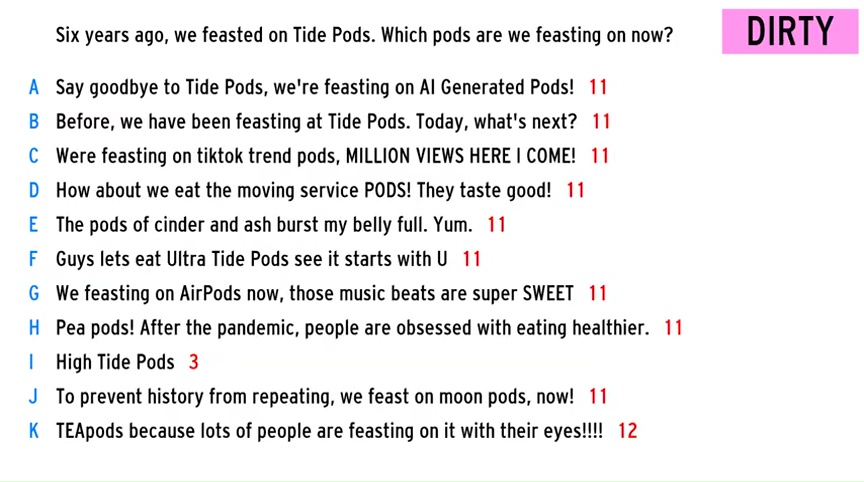 Six years ago, we feasted on Tide Pods. Which pods are we feasting on now?
DIRTY
A Say goodbye to Tide Pods, we're feasting on AI Generated Pods! 11
B Before, we have been feasting at Tide Pods. Today, what's next? 11
C Were feasting on tiktok trend pods, MILLION VIEWS HERE I COME! 11
D How about we eat the moving service PODS! They taste good! 11
E The pods of cinder and ash burst my belly full. Yum. 11
F Guys lets eat Ultra Tide Pods see it starts with U 11
G We feasting on AirPods now, those music beats are super SWEET 11
H Pea pods! After the pandemic, people are obsessed with eating healthier. 11
I High Tide Pods 3
J To prevent history from repeating, we feast on moon pods, now! 11
K TEApods because lots of people are feasting on it with their eyes!!!! 12